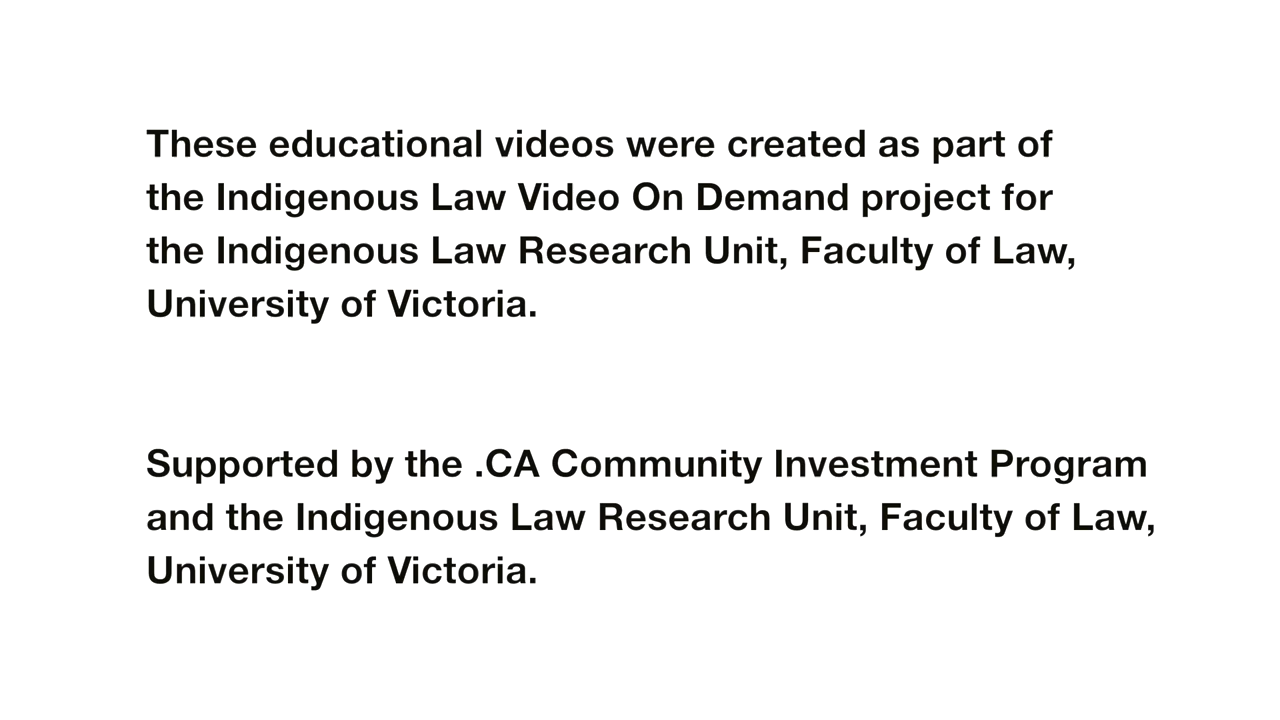 These educational videos were created as part of
the Indigenous Law Video On Demand project for
the Indigenous Law Research Unit, Faculty of Law,
University of Victoria.
Supported by the .CA Community Investment Program
and the Indigenous Law Research Unit, Faculty of Law,
University of Victoria.